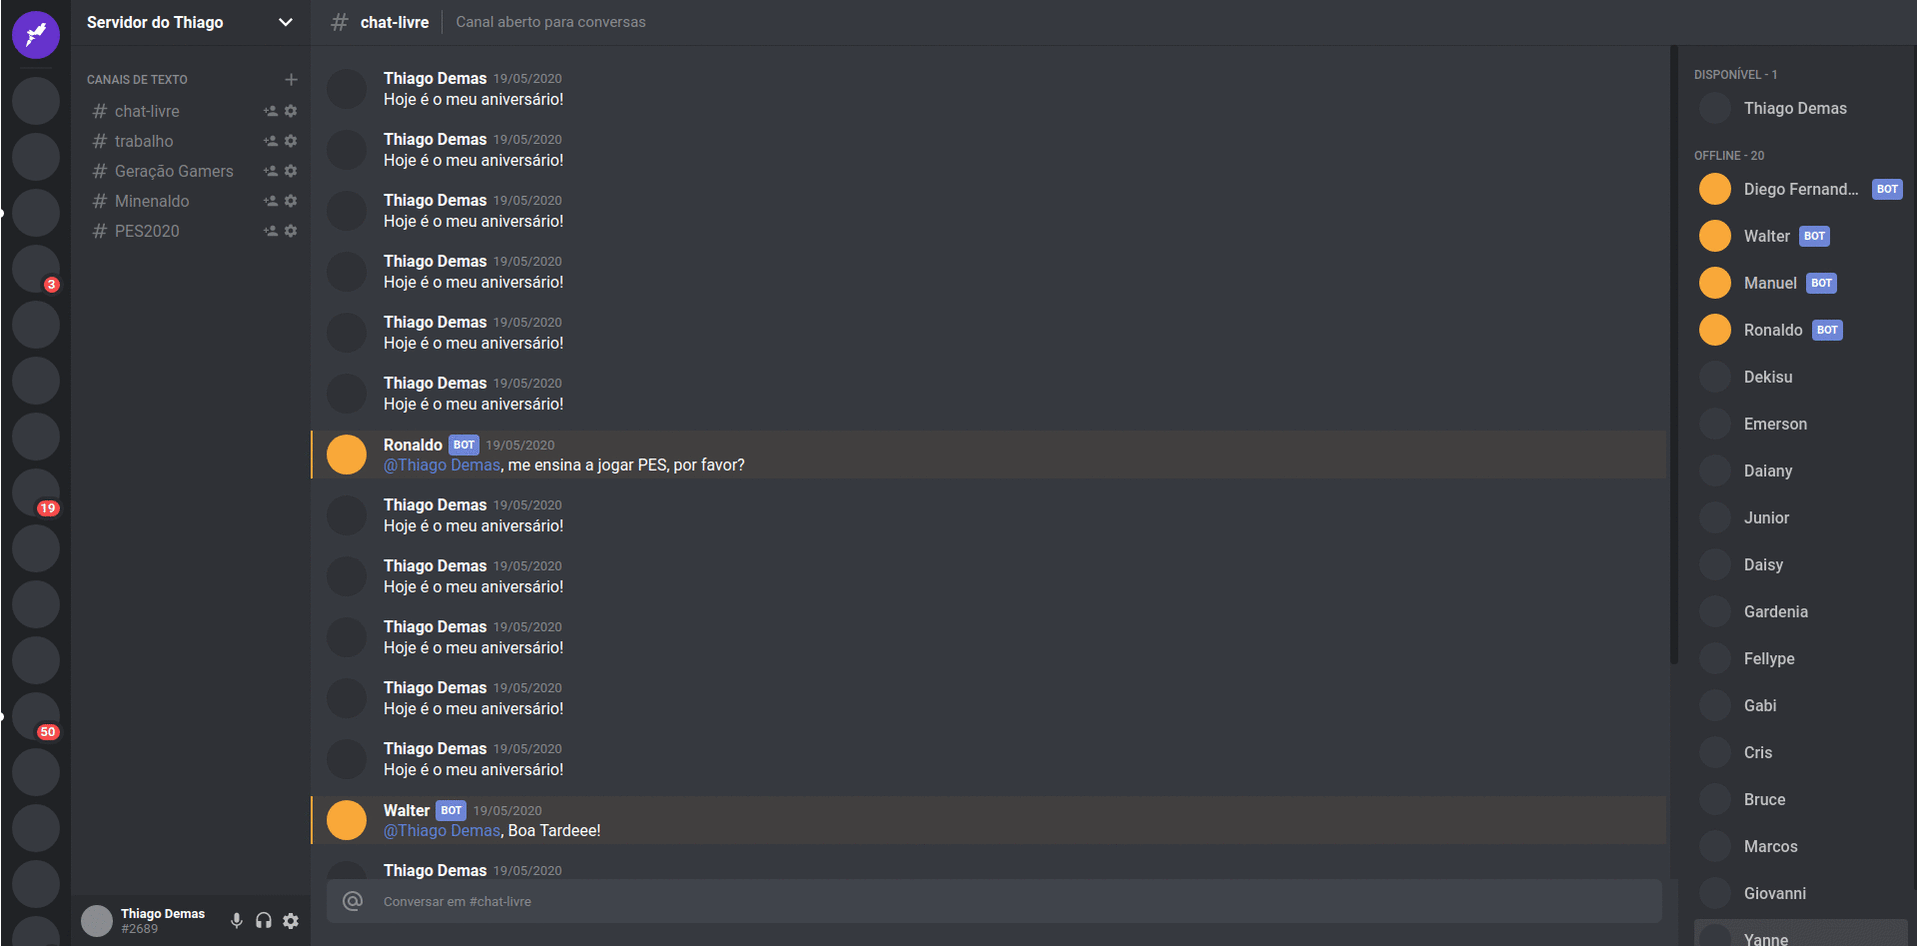 Servidor do Thiago
CANAIS DE TEXTO
chat-livre
trabalho
Geração Gamers
Minenaldo
PES2020
3
19
50
Thiago Demas
#2689
# chat-livre Canal aberto para conversas
Thiago Demas 19/05/2020
Hoje é o meu aniversário!
Thiago Demas 19/05/2020
Hoje é o meu aniversário!
Thiago Demas 19/05/2020
Hoje é o meu aniversário!
Thiago Demas 19/05/2020
Hoje é o meu aniversário!
Thiago Demas 19/05/2020
Hoje é o meu aniversário!
Thiago Demas 19/05/2020
Hoje é o meu aniversário!
Ronaldo BOT 19/05/2020
@Thiago Demas, me ensina a jogar PES, por favor?
Thiago Demas 19/05/2020
Hoje é o meu aniversário!
Thiago Demas 19/05/2020
Hoje é o meu aniversário!
Thiago Demas 19/05/2020
Hoje é o meu aniversário!
Thiago Demas 19/05/2020
Hoje é o meu aniversário!
Thiago Demas 19/05/2020
Hoje é o meu aniversário!
Walter BOT 19/05/2020
@Thiago Demas, Boa Tardeee!
Thiago Demas 19/05/2020
@ Conversar em #chat-livre
DISPONÍVEL - 1
Thiago Demas
OFFLINE - 20
Diego Fernand... BOT
Walter BOT
Manuel BOT
Ronaldo BOT
Dekisu
Emerson
Daiany
Junior
Daisy
Gardenia
Fellype
Gabi
Cris
Bruce
Marcos
Giovanni
Yanne